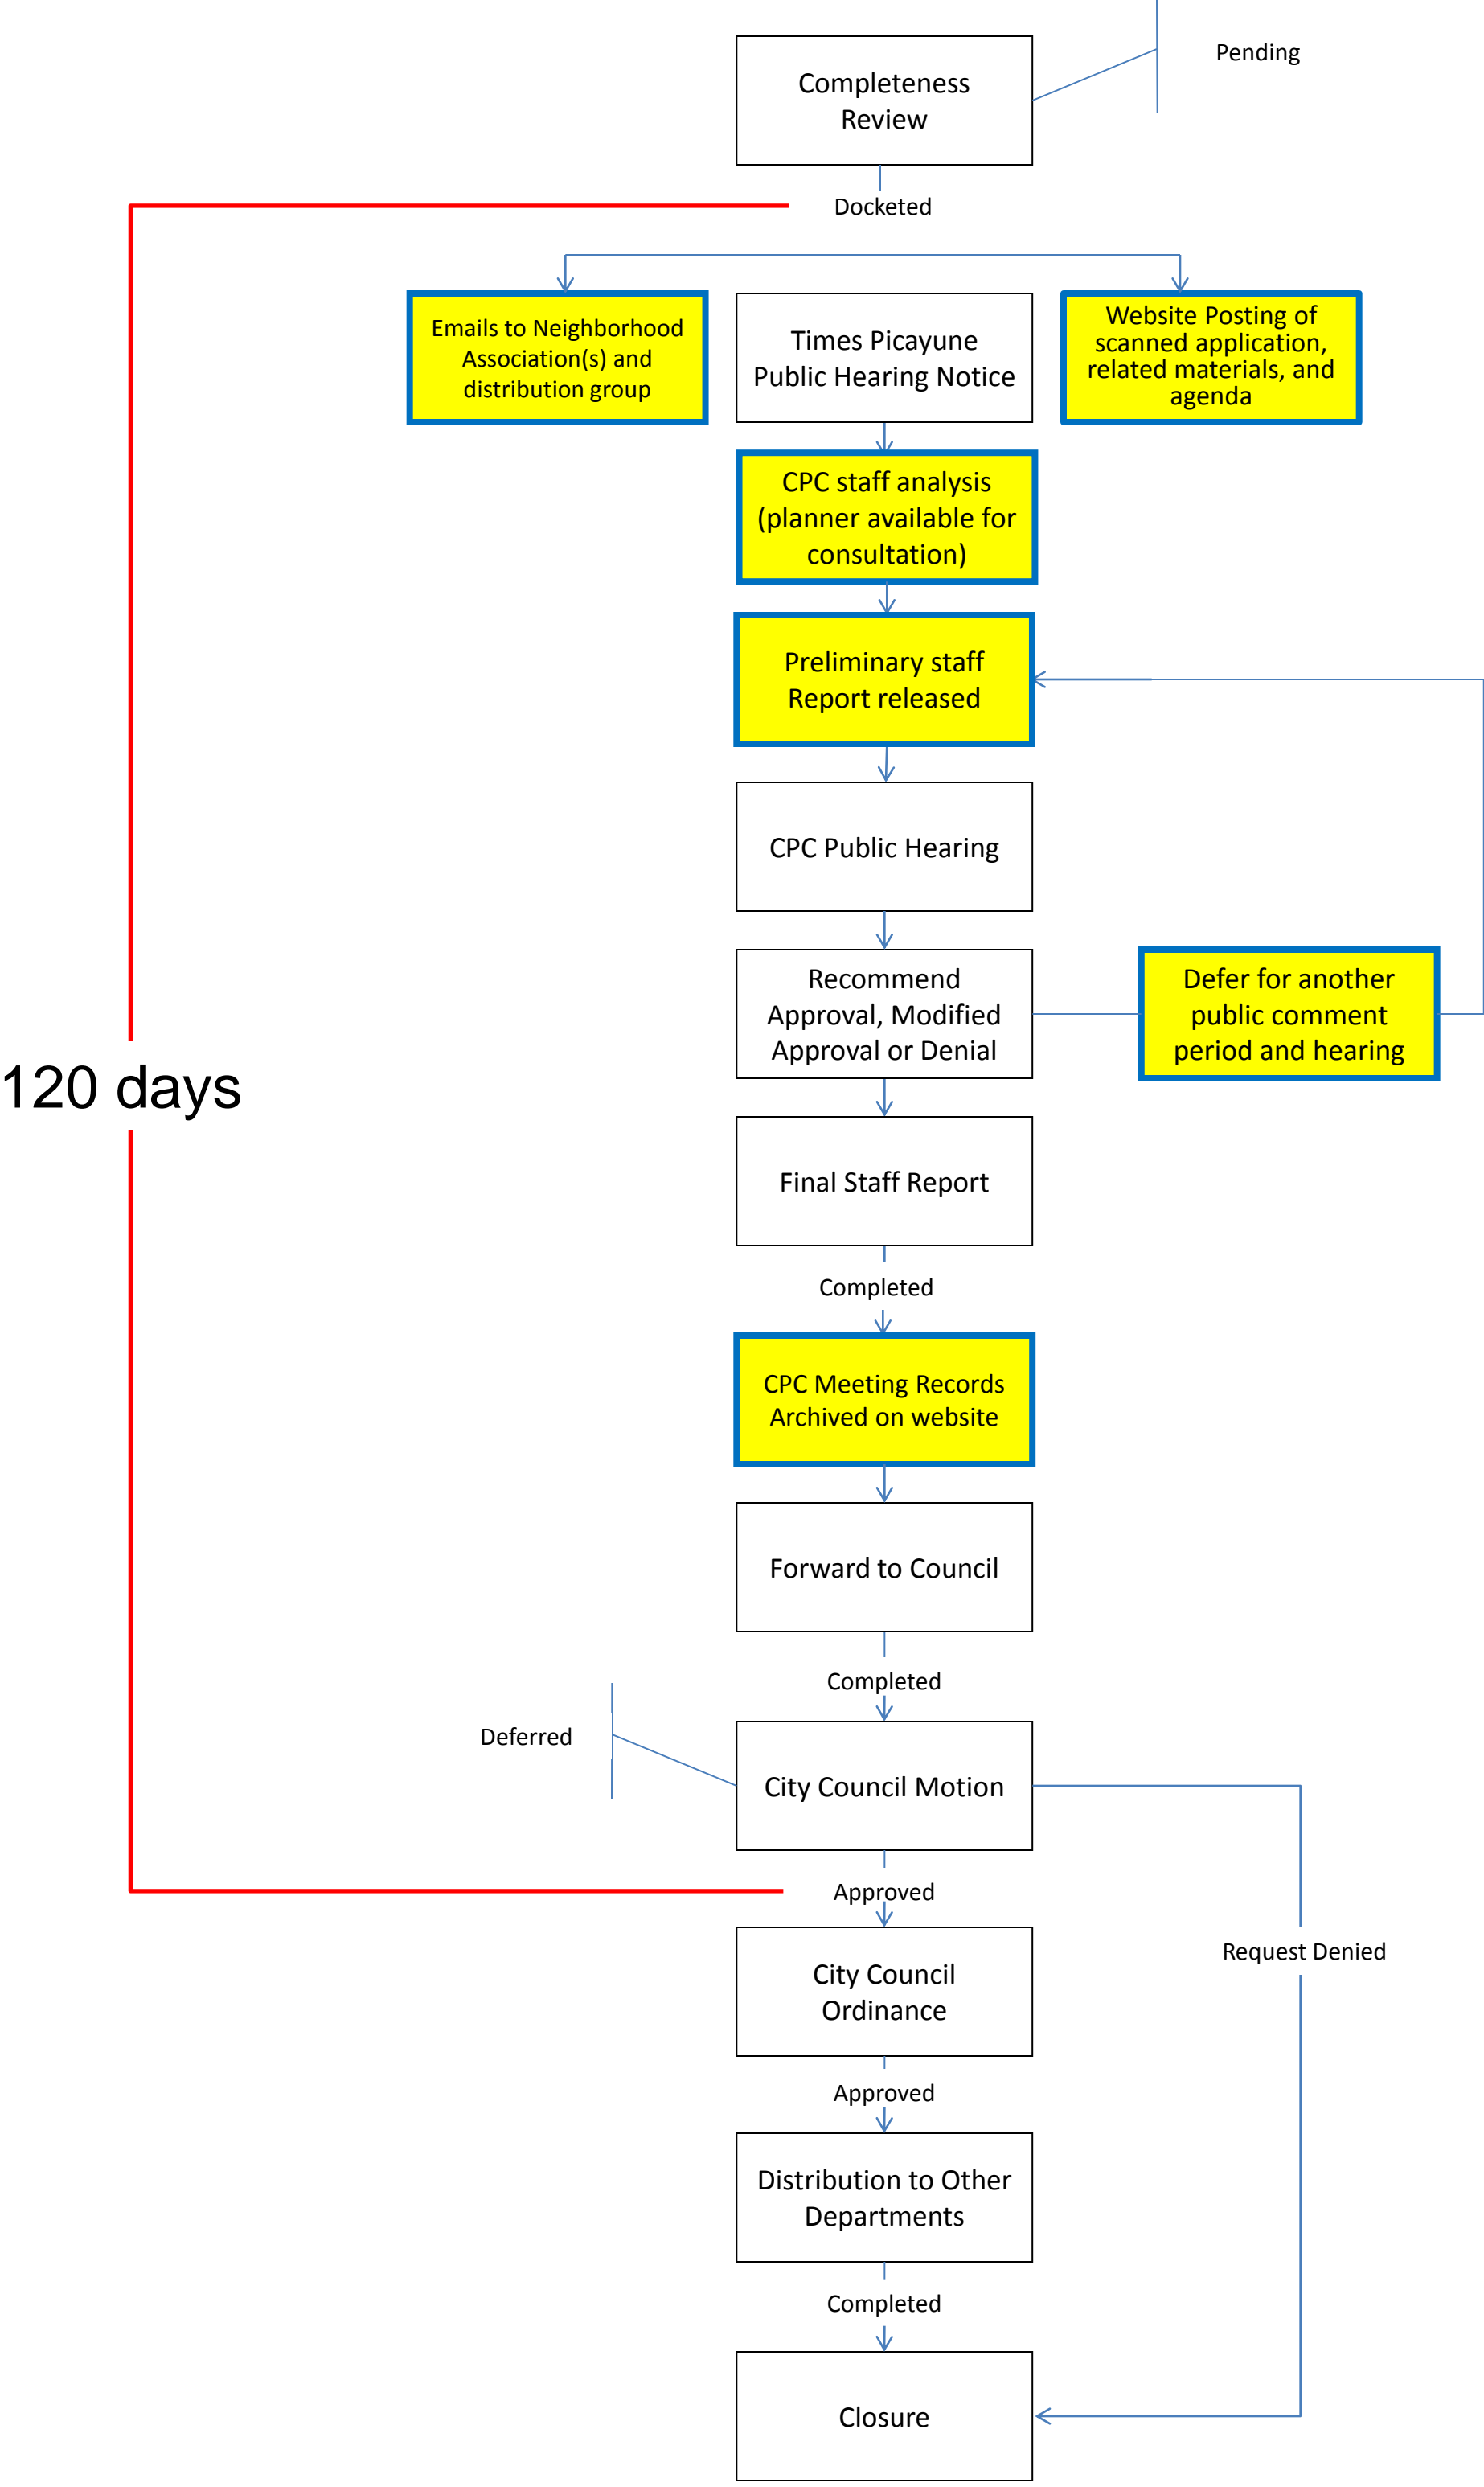 Pending
Completeness
Review
Docketed
Emails to Neighborhood
Association(s) and
distribution group
Times Picayune
Public Hearing Notice
Website Posting of
scanned application,
related materials, and
agenda
CPC staff analysis
(planner available for
consultation)
Preliminary staff
Report released
CPC Public Hearing
Recommend
Approval, Modified
Approval or Denial
Defer for another
public comment
period and hearing
120 days
Final Staff Report
Completed
CPC Meeting Records
Archived on website
Forward to Council
Completed
Deferred
City Council Motion
Approved
Request Denied
City Council
Ordinance
Approved
Distribution to Other
Departments
Completed
Closure